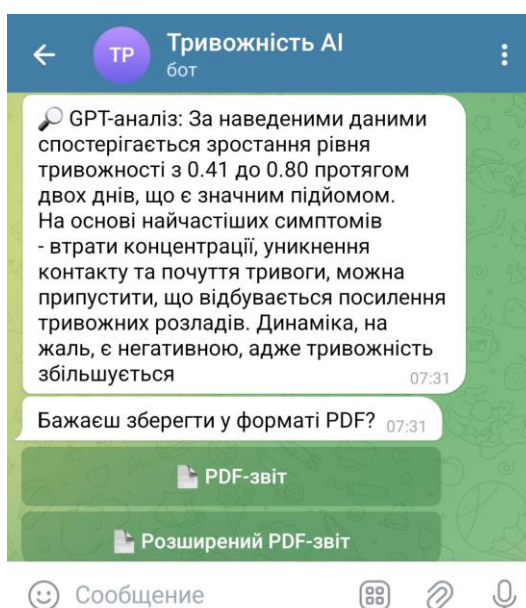 ТР
Тривожність AI
бот
🔎 GPT-аналіз: За наведеними даними
спостерігається зростання рівня
тривожності з 0.41 до 0.80 протягом
двох днів, що є значним підйомом.
На основі найчастіших симптомів
- втрати концентрації, уникнення
контакту та почуття тривоги, можна
припустити, що відбувається посилення
тривожних розладів. Динаміка, на
жаль, є негативною, адже тривожність
збільшується 07:31
Бажаєш зберегти у форматі PDF? 07:31
📄 PDF-звіт
📄 Розширений PDF-звіт
Сообщение